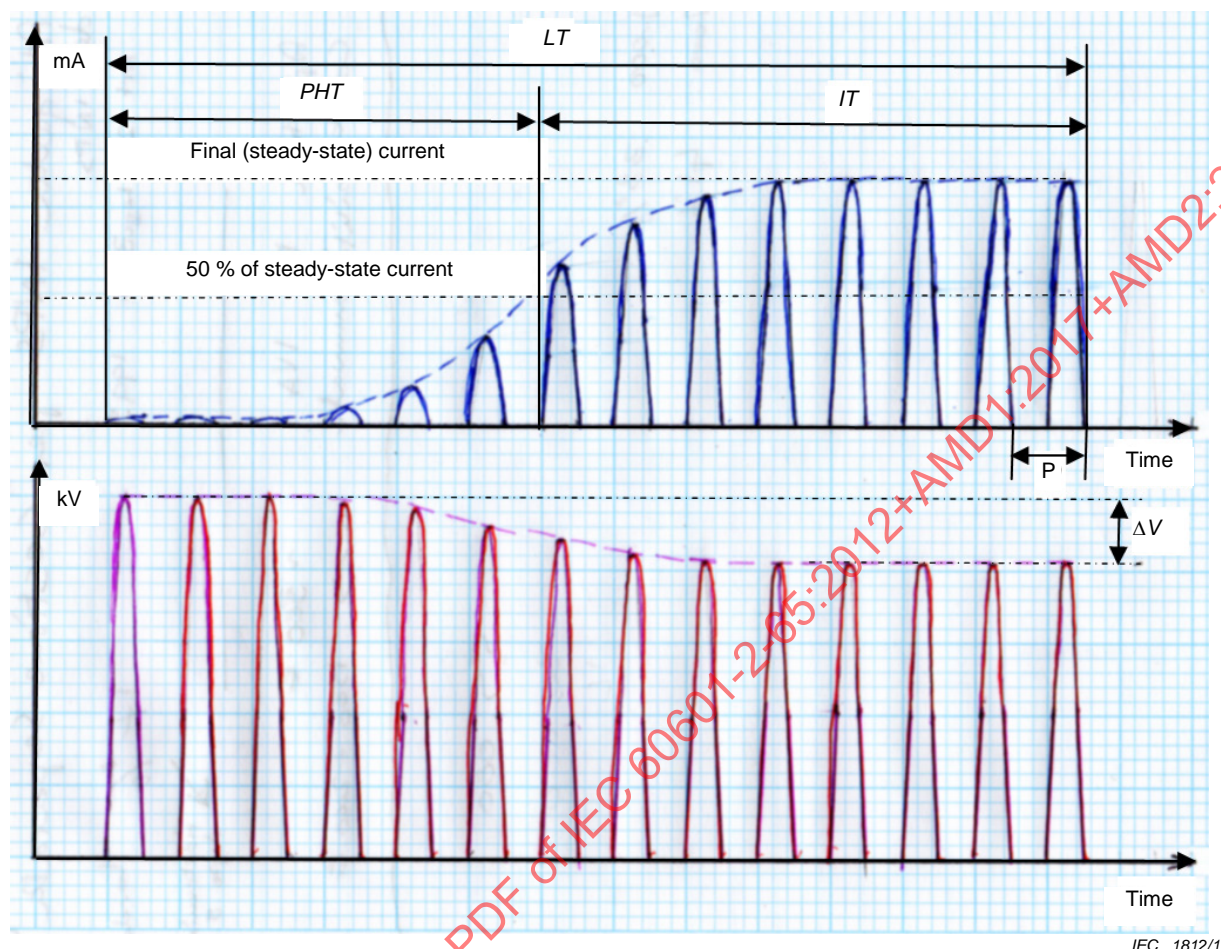 LT
mA
PHT
IT
Final (steady-state) current
50 % of steady-state current
Time
P
kV
ΔV
Time
PDF of IEC 60601-2-65:2012+AMD1:2017+AMD2:2
IEC 1812/1